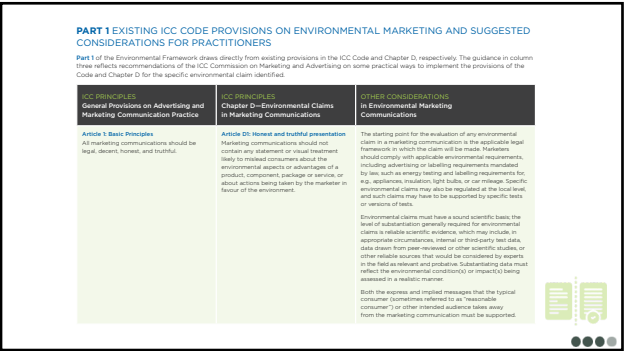 PART 1 EXISTING ICC CODE PROVISIONS ON ENVIRONMENTAL MARKETING AND SUGGESTED
CONSIDERATIONS FOR PRACTITIONERS
Part 1 of the Environmental Framework draws directly from existing provisions in the ICC Code and Chapter D, respectively. The guidance in column
three reflects recommendations of the ICC Commission on Marketing and Advertising on some practical ways to implement the provisions of the
Code and Chapter D for the specific environmental claim identified.
ICC PRINCIPLES
General Provisions on Advertising and
Marketing Communication Practice
Article 1: Basic Principles
All marketing communications should be
legal, decent, honest, and truthful.
ICC PRINCIPLES
Chapter D—Environmental Claims
in Marketing Communications
Article D1: Honest and truthful presentation
Marketing communications should not
contain any statement or visual treatment
likely to mislead consumers about the
environmental aspects or advantages of a
product, component, package or service, or
about actions being taken by the marketer in
favour of the environment.
OTHER CONSIDERATIONS
in Environmental Marketing
Communications
The starting point for the evaluation of any environmental
claim in a marketing communication is the applicable legal
framework in which the claim will be made. Marketers
should comply with applicable environmental requirements,
including advertising or labelling requirements mandated
by law, such as energy testing and labelling requirements for,
e.g., appliances, insulation, light bulbs, or car mileage. Specific
environmental claims may also be regulated at the local level,
and such claims may have to be supported by specific tests
or versions of tests.
Environmental claims must have a sound scientific basis; the
level of substantiation generally required for environmental
claims is reliable scientific evidence, which may include, in
appropriate circumstances, internal or third-party test data,
data drawn from peer-reviewed or other scientific studies, or
other reliable sources that would be considered by experts
in the field as relevant and probative. Substantiating data must
reflect the environmental condition(s) or impact(s) being
assessed in a realistic manner.
Both the express and implied messages that the typical
consumer (sometimes referred to as "reasonable
consumer") or other intended audience takes away
from the marketing communication must be supported.